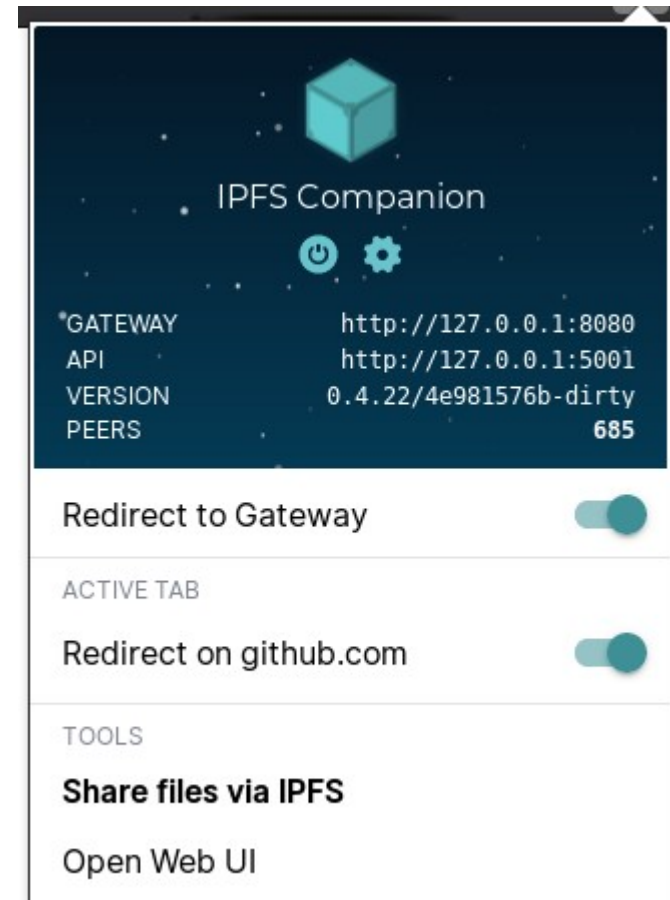 IPFS Companion
GATEWAY http://127.0.0.1:8080
API http://127.0.0.1:5001
VERSION 0.4.22/4e981576b-dirty
PEERS 685
Redirect to Gateway
ACTIVE TAB
Redirect on github.com
TOOLS
Share files via IPFS
Open Web UI